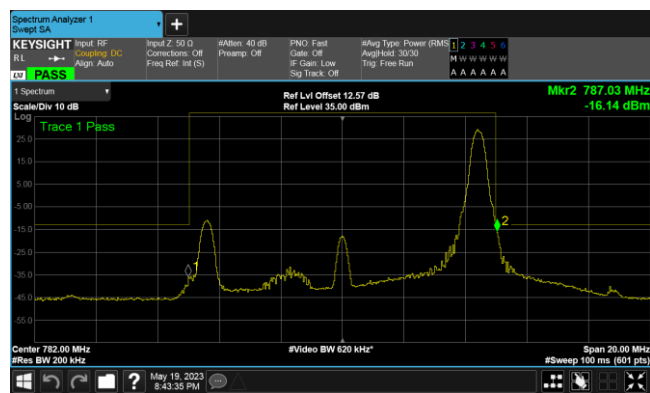 Spectrum Analyzer 1
Swept SA
+
KEYSIGHT Input: RF Input Z: 50 Ω #Atten: 40 dB PNO: Fast #Avg Type: Power (RMS 1 2 3 4 5 6
R L Coupling: DC Corrections: Off Preamp: Off Gate: Off Avg|Hold: 30/30 M W W W W W
Align: Auto Freq Ref: Int (S) IF Gain: Low Trig: Free Run
Sig Track: Off A A A A A A
LXI PASS
1 Spectrum Ref Lvl Offset 12.57 dB Mkr2 787.03 MHz
Scale/Div 10 dB Ref Level 35.00 dBm -16.14 dBm
Log
Trace 1 Pass
25.0
15.0
5.00
-5.00
2
-15.0
-25.0
1
-35.0
-45.0
-55.0
Center 782.00 MHz #Video BW 620 kHz* Span 20.00 MHz
#Res BW 200 kHz #Sweep 100 ms (601 pts)
? May 19, 2023
8:43:35 PM